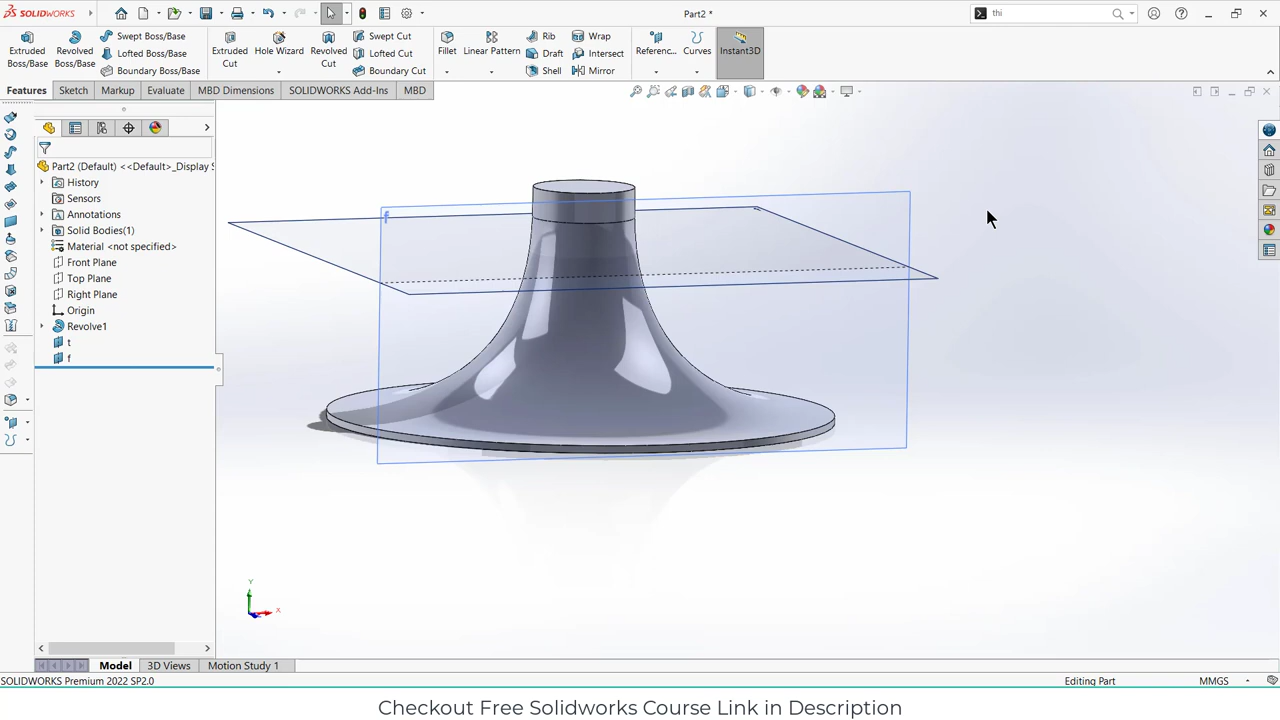 SOLIDWORKS
Part2 *
thi
Extruded Boss/Base
Revolved Boss/Base
Swept Boss/Base
Lofted Boss/Base
Boundary Boss/Base
Extruded Cut
Hole Wizard
Revolved Cut
Swept Cut
Lofted Cut
Boundary Cut
Fillet
Linear Pattern
Rib
Draft
Shell
Wrap
Intersect
Mirror
Referenc...
Curves
Instant3D
Features
Sketch
Markup
Evaluate
MBD Dimensions
SOLIDWORKS Add-Ins
MBD
Part2 (Default) <<Default>_Display S
History
Sensors
Annotations
Solid Bodies(1)
Material <not specified>
Front Plane
Top Plane
Right Plane
Origin
Revolve1
t
f
f
Y
X
Model
3D Views
Motion Study 1
SOLIDWORKS Premium 2022 SP2.0
Editing Part
MMGS
Checkout Free Solidworks Course Link in Description